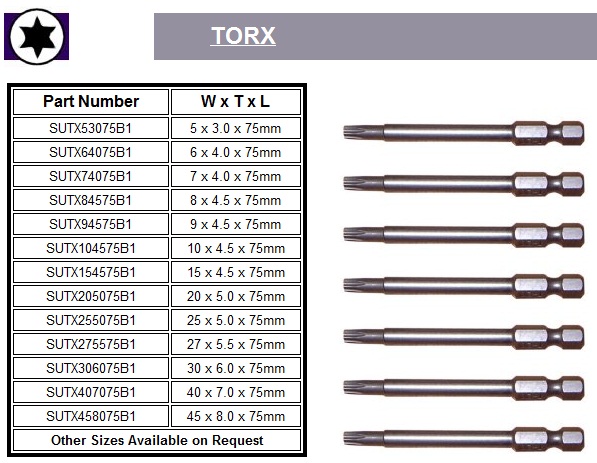 TORX
Part Number W x T x L
SUTX53075B1 5 x 3.0 x 75mm
SUTX64075B1 6 x 4.0 x 75mm
SUTX74075B1 7 x 4.0 x 75mm
SUTX84575B1 8 x 4.5 x 75mm
SUTX94575B1 9 x 4.5 x 75mm
SUTX104575B1 10 x 4.5 x 75mm
SUTX154575B1 15 x 4.5 x 75mm
SUTX205075B1 20 x 5.0 x 75mm
SUTX255075B1 25 x 5.0 x 75mm
SUTX275575B1 27 x 5.5 x 75mm
SUTX306075B1 30 x 6.0 x 75mm
SUTX407075B1 40 x 7.0 x 75mm
SUTX458075B1 45 x 8.0 x 75mm
Other Sizes Available on Request